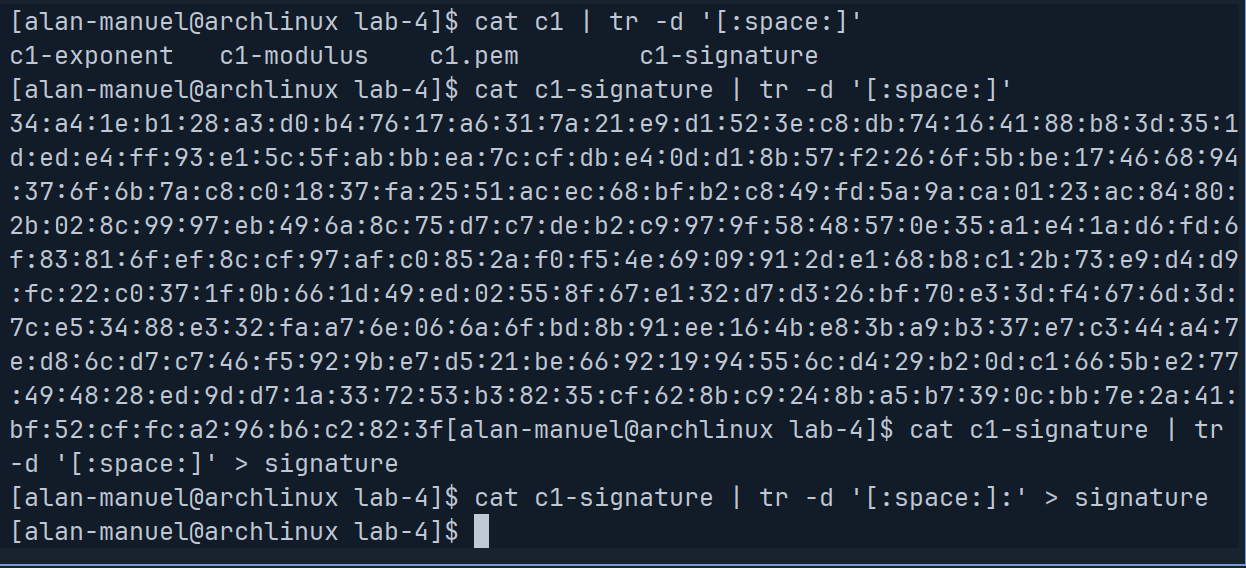 [alan-manuel@archlinux lab-4]$ cat c1 | tr -d '[:space:]'
c1-exponent   c1-modulus    c1.pem        c1-signature
[alan-manuel@archlinux lab-4]$ cat c1-signature | tr -d '[:space:]'
34:a4:1e:b1:28:a3:d0:b4:76:17:a6:31:7a:21:e9:d1:52:3e:c8:db:74:16:41:88:b8:3d:35:1
d:ed:e4:ff:93:e1:5c:5f:ab:bb:ea:7c:cf:db:e4:0d:d1:8b:57:f2:26:6f:5b:be:17:46:68:94
:37:6f:6b:7a:c8:c0:18:37:fa:25:51:ac:ec:68:bf:b2:c8:49:fd:5a:9a:ca:01:23:ac:84:80:
2b:02:8c:99:97:eb:49:6a:8c:75:d7:c7:de:b2:c9:97:9f:58:48:57:0e:35:a1:e4:1a:d6:fd:6
f:83:81:6f:ef:8c:cf:97:af:c0:85:2a:f0:f5:4e:69:09:91:2d:e1:68:b8:c1:2b:73:e9:d4:d9
:fc:22:c0:37:1f:0b:66:1d:49:ed:02:55:8f:67:e1:32:d7:d3:26:bf:70:e3:3d:f4:67:6d:3d:
7c:e5:34:88:e3:32:fa:a7:6e:06:6a:6f:bd:8b:91:ee:16:4b:e8:3b:a9:b3:37:e7:c3:44:a4:7
e:d8:6c:d7:c7:46:f5:92:9b:e7:d5:21:be:66:92:19:94:55:6c:d4:29:b2:0d:c1:66:5b:e2:77
:49:48:28:ed:9d:d7:1a:33:72:53:b3:82:35:cf:62:8b:c9:24:8b:a5:b7:39:0c:bb:7e:2a:41:
bf:52:cf:fc:a2:96:b6:c2:82:3f[alan-manuel@archlinux lab-4]$ cat c1-signature | tr
-d '[:space:]' > signature
[alan-manuel@archlinux lab-4]$ cat c1-signature | tr -d '[:space:]:' > signature
[alan-manuel@archlinux lab-4]$